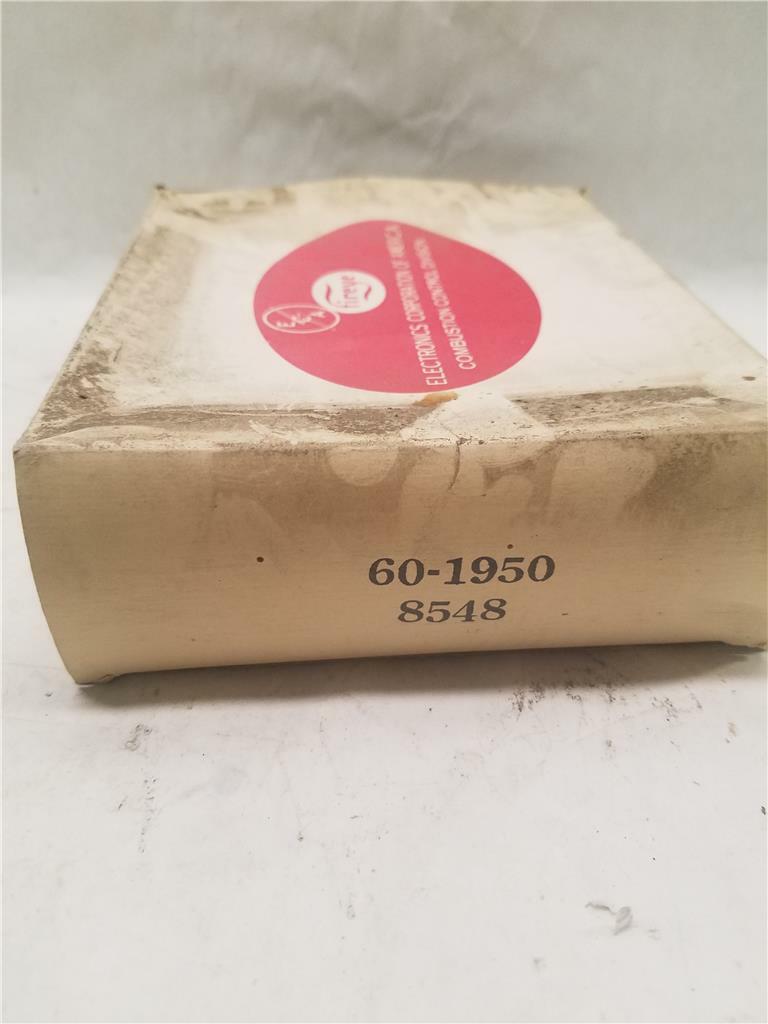 E.C.A
fireye
ELECTRONICS CORPORATION OF AMERICA
COMBUSTION CONTROL DIVISION
60-1950
8548